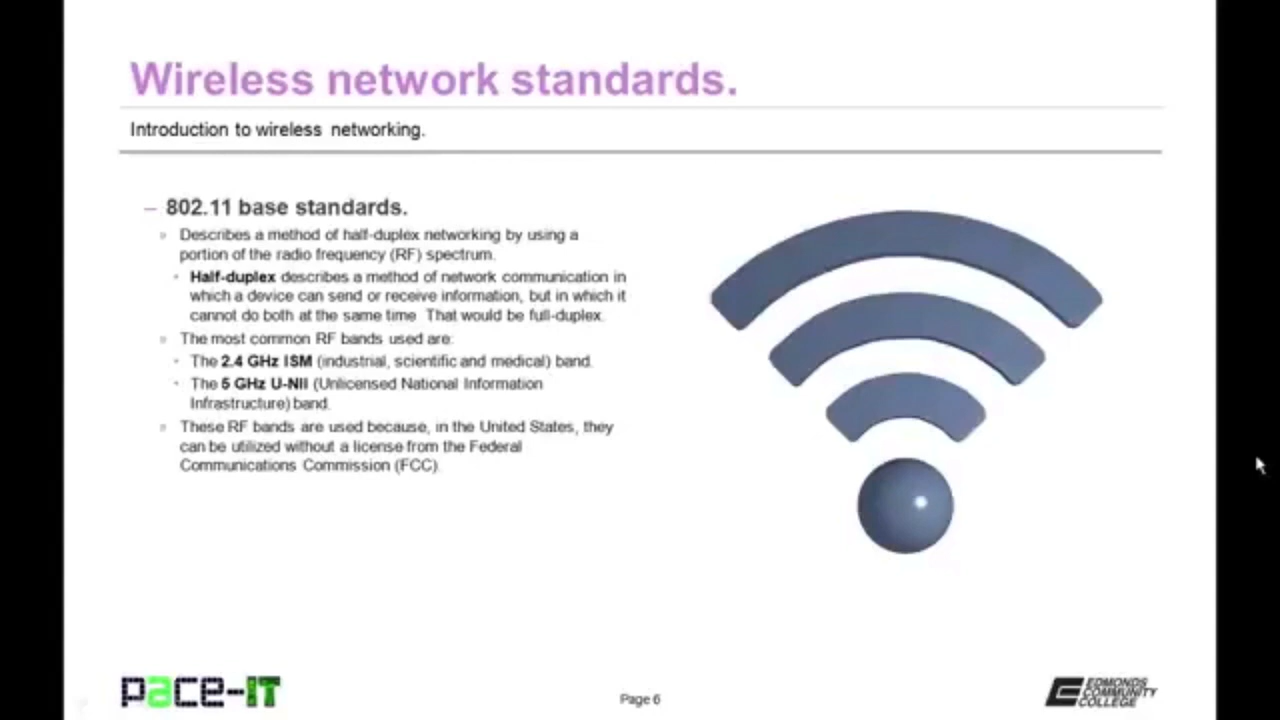 Wireless network standards.
Introduction to wireless networking.
– 802.11 base standards.
» Describes a method of half-duplex networking by using a
portion of the radio frequency (RF) spectrum.
• Half-duplex describes a method of network communication in
which a device can send or receive information, but in which it
cannot do both at the same time. That would be full-duplex.
» The most common RF bands used are:
• The 2.4 GHz ISM (industrial, scientific and medical) band.
• The 5 GHz U-NII (Unlicensed National Information
Infrastructure) band.
» These RF bands are used because, in the United States, they
can be utilized without a license from the Federal
Communications Commission (FCC).
pace-IT
Page 6
EDMONDS
COMMUNITY
COLLEGE